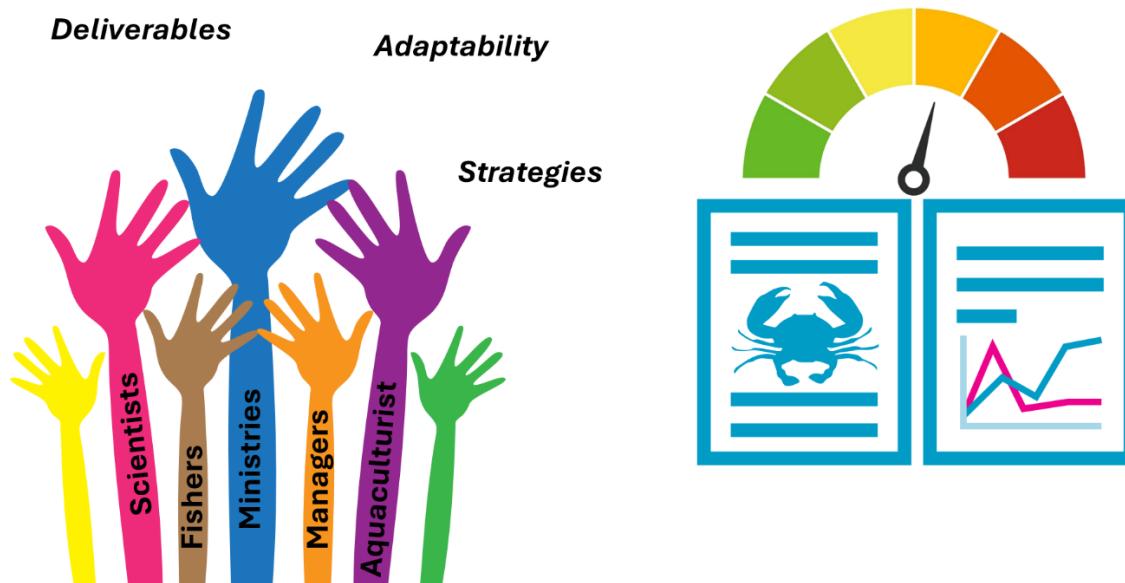 Deliverables
Adaptability
Strategies
Scientists
Fishers
Ministries
Managers
Aquaculturist